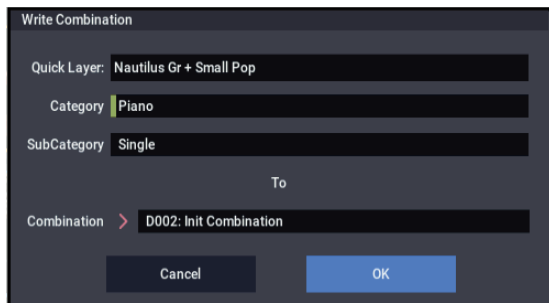 Write Combination
Quick Layer: Nautilus Gr + Small Pop
Category Piano
SubCategory Single
To
Combination > D002: Init Combination
Cancel OK